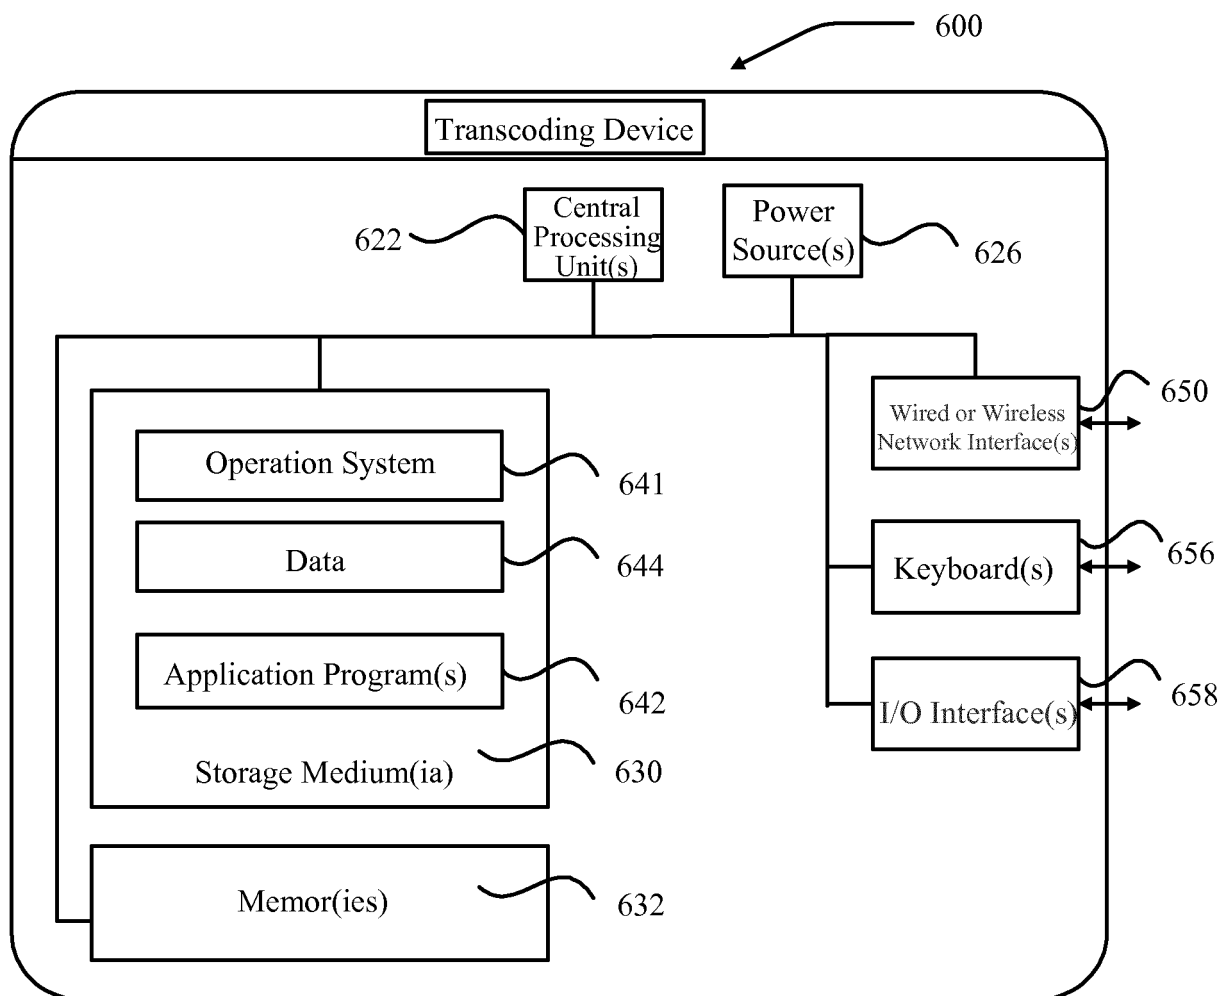 600
Transcoding Device
Central
Processing
Unit(s)
622
Power
Source(s)
626
Wired or Wireless
Network Interface(s)
650
Operation System
641
Data
644
Keyboard(s)
656
Application Program(s)
642
I/O Interface(s)
658
Storage Medium(ia)
630
Memor(ies)
632